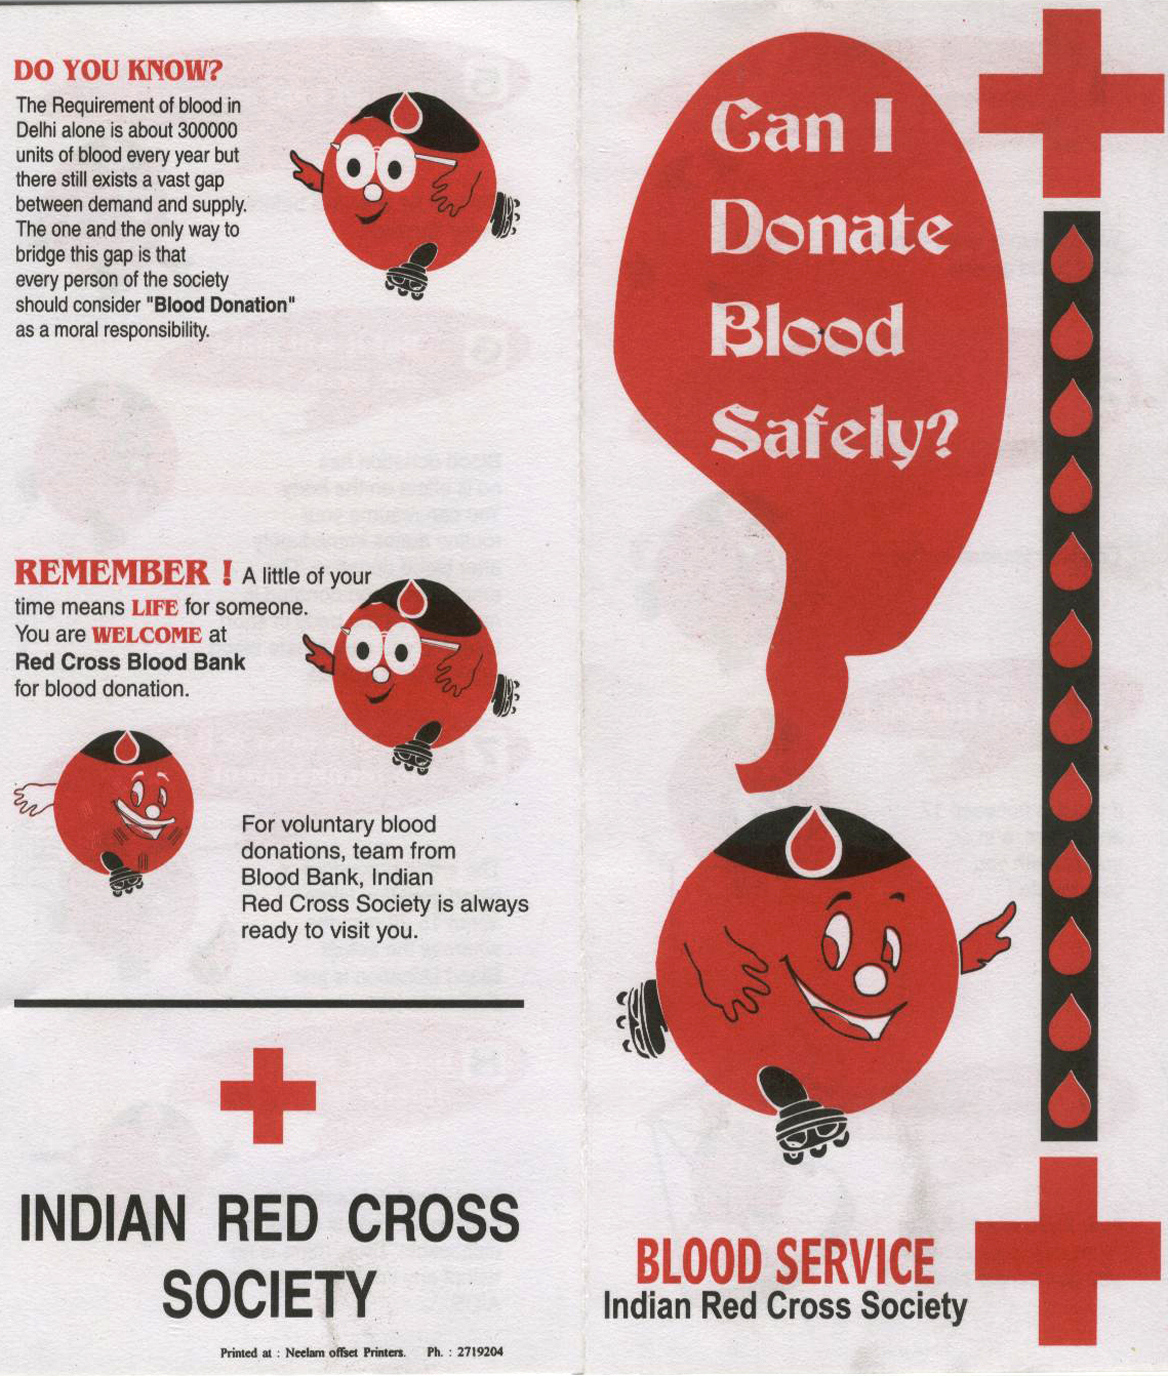 DO YOU KNOW?
The Requirement of blood in
Delhi alone is about 300000
units of blood every year but
there still exists a vast gap
between demand and supply.
The one and the only way to
bridge this gap is that
every person of the society
should consider "Blood Donation"
as a moral responsibility.
REMEMBER ! A little of your
time means LIFE for someone.
You are WELCOME at
Red Cross Blood Bank
for blood donation.
For voluntary blood
donations, team from
Blood Bank, Indian
Red Cross Society is always
ready to visit you.
INDIAN RED CROSS
SOCIETY
Printed at : Neelam offset Printers. Ph. : 2719204
Can I
Donate
Blood
Safely?
BLOOD SERVICE
Indian Red Cross Society